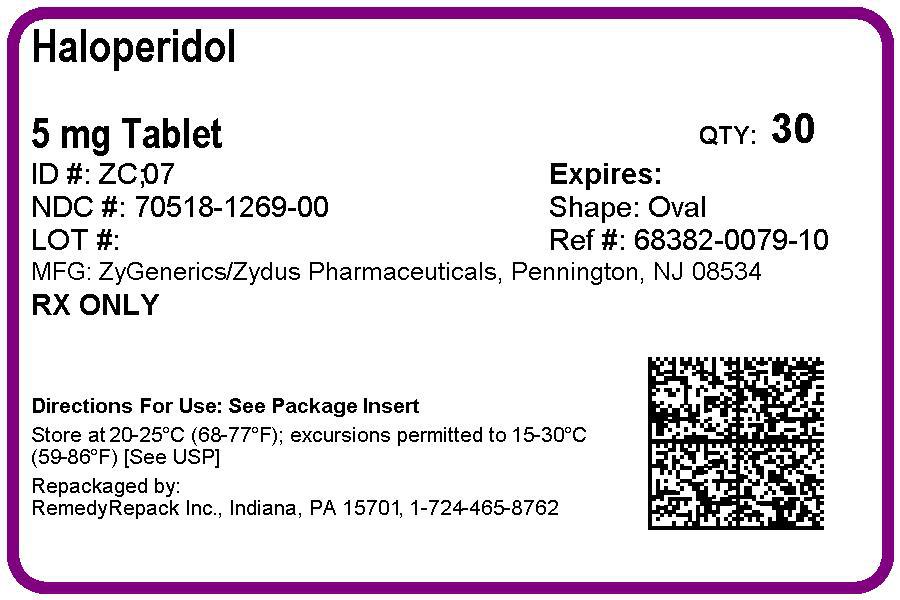 Haloperidol
5 mg Tablet QTY: 30
ID #: ZC;07 Expires:
NDC #: 70518-1269-00 Shape: Oval
LOT #: Ref #: 68382-0079-10
MFG: ZyGenerics/Zydus Pharmaceuticals, Pennington, NJ 08534
RX ONLY
Directions For Use: See Package Insert
Store at 20-25°C (68-77°F); excursions permitted to 15-30°C
(59-86°F) [See USP]
Repackaged by:
RemedyRepack Inc., Indiana, PA 15701, 1-724-465-8762